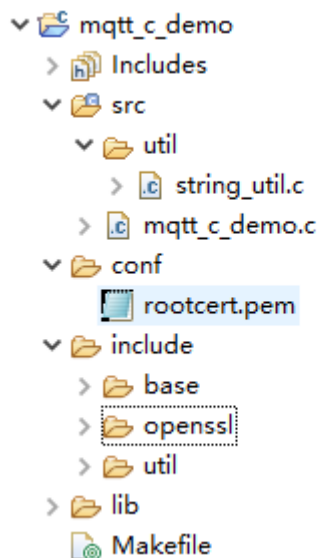 mqtt_c_demo
Includes
src
util
string_util.c
mqtt_c_demo.c
conf
rootcert.pem
include
base
openssl
util
lib
Makefile